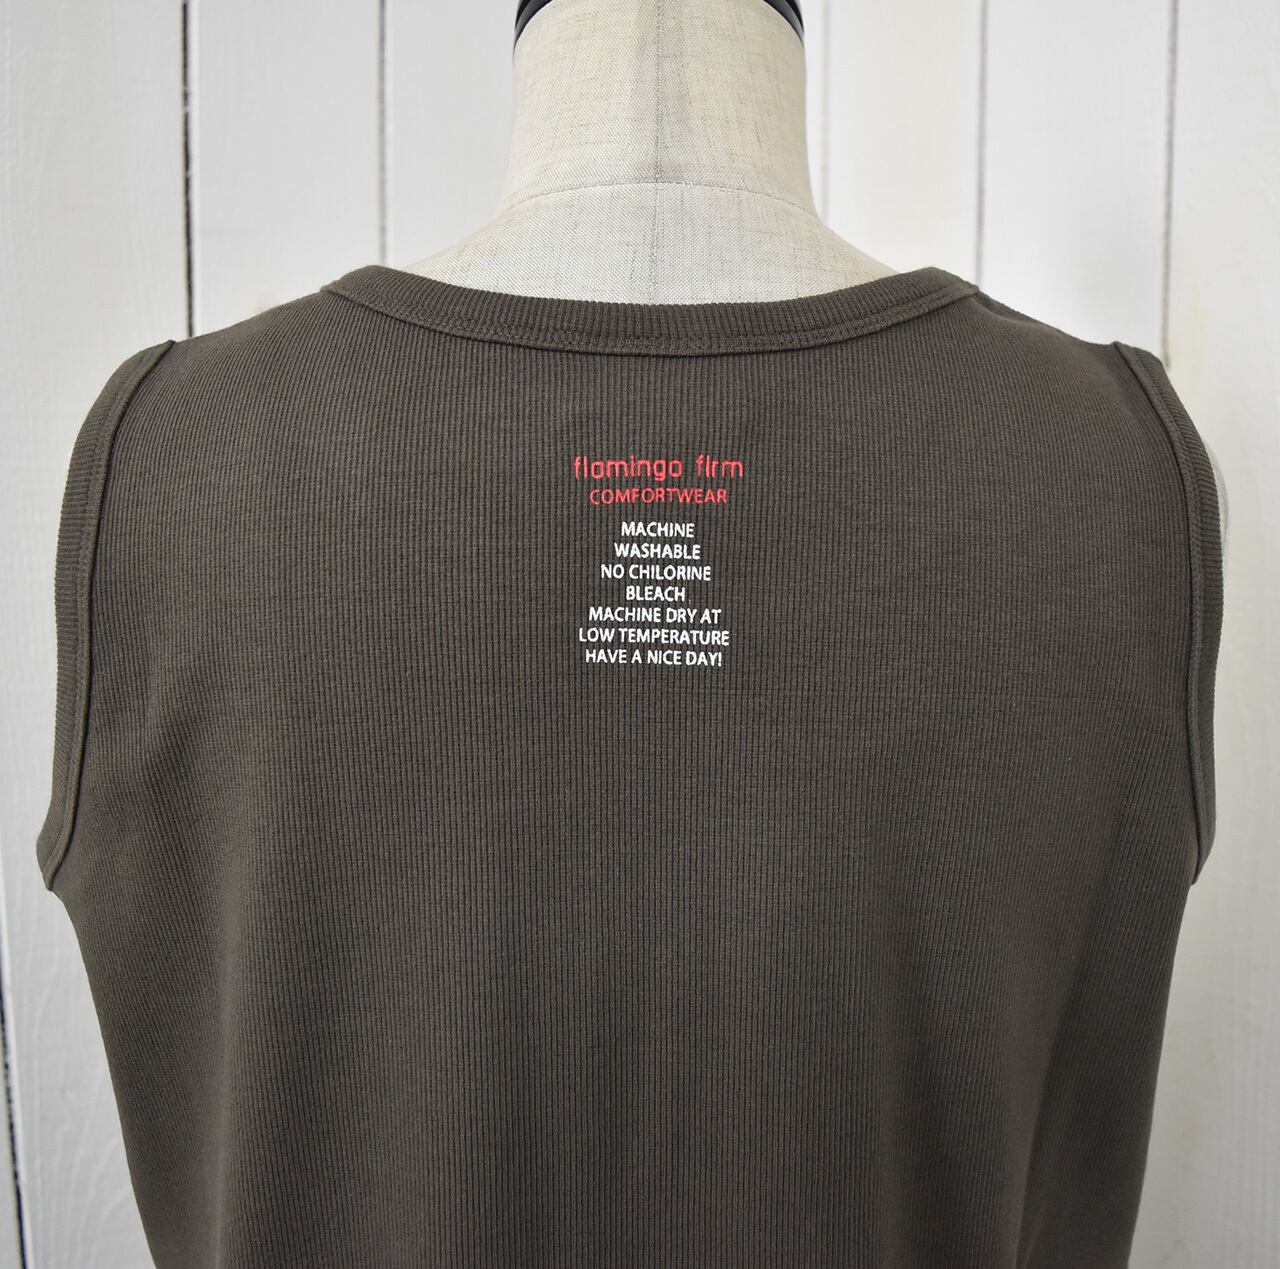 flamingo firm
COMFORTWEAR
MACHINE
WASHABLE
NO CHILORINE
BLEACH
MACHINE DRY AT
LOW TEMPERATURE
HAVE A NICE DAY!